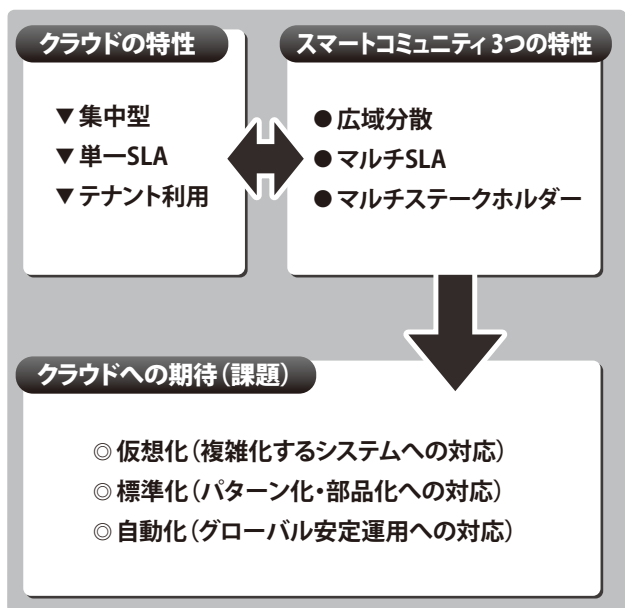 クラウドの特性
▼集中型
▼単一SLA
▼テナント利用
スマートコミュニティ3つの特性
●広域分散
●マルチSLA
●マルチステークホルダー
クラウドへの期待（課題）
◎仮想化（複雑化するシステムへの対応）
◎標準化（パターン化・部品化への対応）
◎自動化（グローバル安定運用への対応）